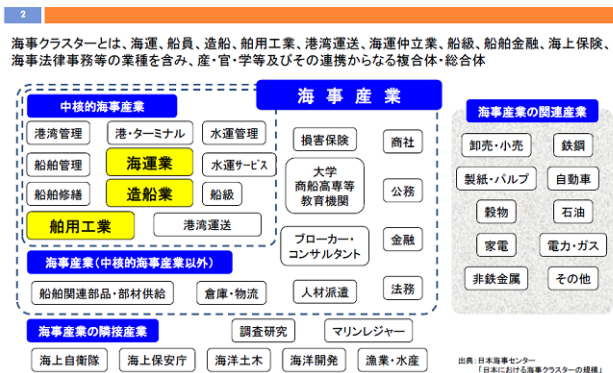 2
海事クラスターとは、海運、船員、造船、舶用工業、港湾運送、海運仲立業、船級、船舶金融、海上保険、
海事法律事務等の業種を含み、産・官・学等及びその連携からなる複合体・総合体
海事産業
中核的海事産業
港湾管理
港・ターミナル
水運管理
船舶管理
海運業
水運サービス
船舶修繕
造船業
船級
舶用工業
港湾運送
損害保険
商社
大学
商船高専等
教育機関
公務
ブローカー・
コンサルタント
金融
人材派遣
法務
海事産業(中核的海事産業以外)
船舶関連部品・部材供給
倉庫・物流
海事産業の隣接産業
調査研究
マリンレジャー
海上自衛隊
海上保安庁
海洋土木
海洋開発
漁業・水産
海事産業の関連産業
卸売・小売
鉄鋼
製紙・パルプ
自動車
穀物
石油
家電
電力・ガス
非鉄金属
その他
出典:日本海事センター
「日本における海事クラスターの規模」